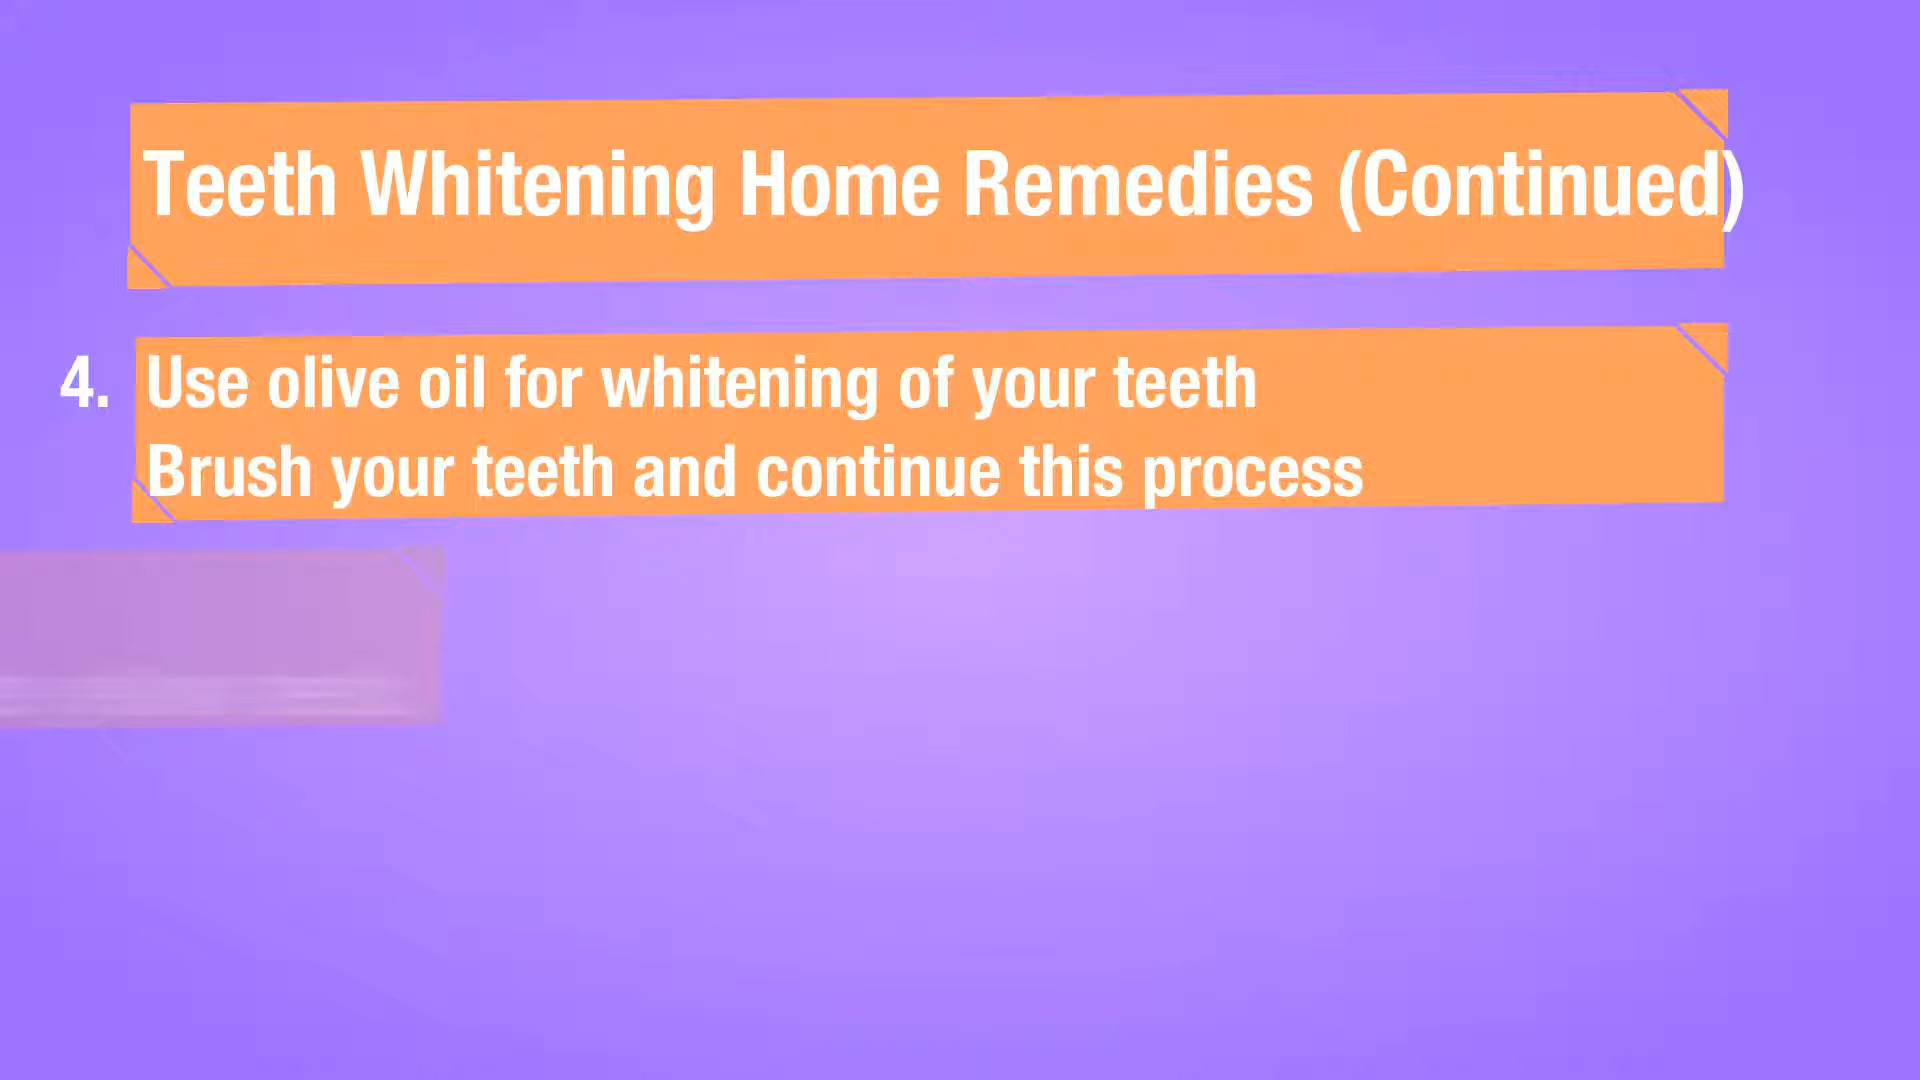 Teeth Whitening Home Remedies (Continued)
4. Use olive oil for whitening of your teeth
Brush your teeth and continue this process